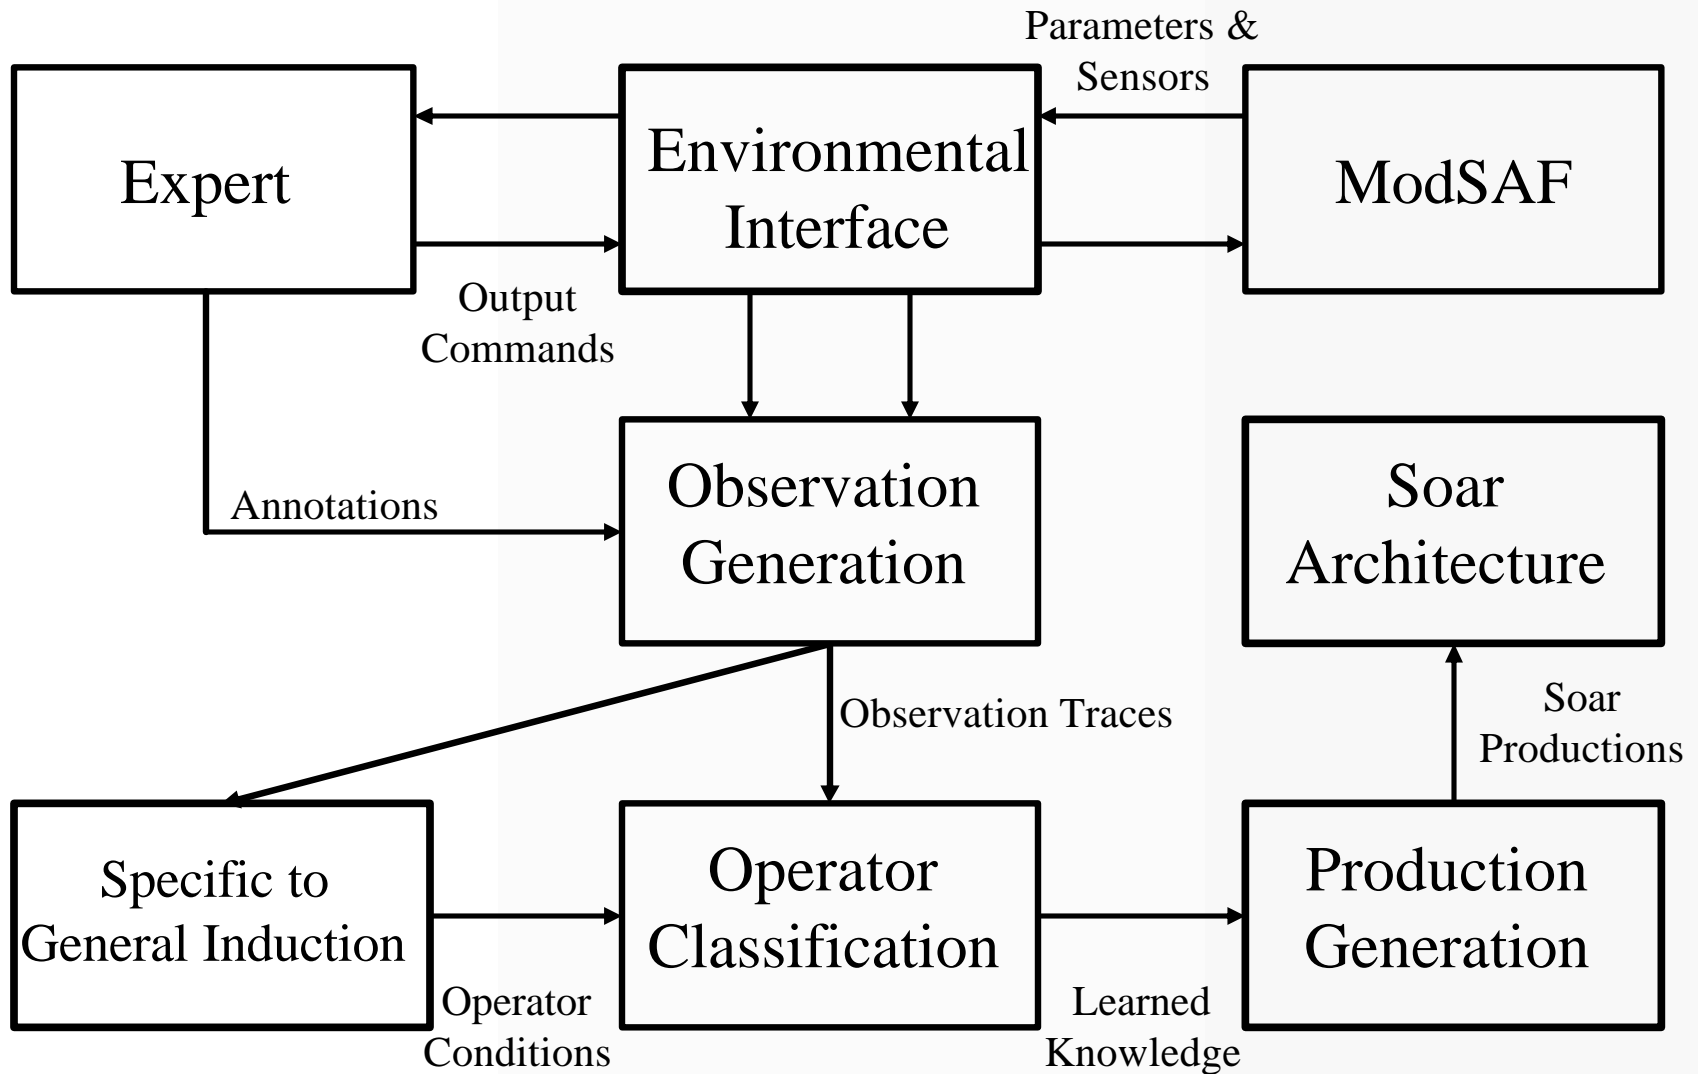 Parameters &
Sensors
Expert
Environmental
Interface
ModSAF
Output
Commands
Annotations
Observation
Generation
Soar
Architecture
Observation Traces
Soar
Productions
Specific to
General Induction
Operator
Classification
Production
Generation
Operator
Conditions
Learned
Knowledge